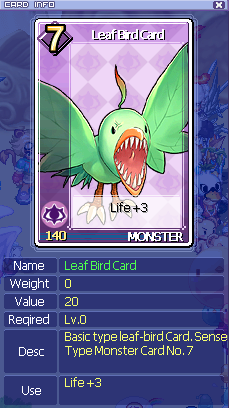 CARD INFO
7
Leaf Bird Card
Life +3
140
MONSTER
Name Leaf Bird Card
Weight 0
Value 20
Reqired Lv.0
Desc Basic type leaf-bird Card. Sense
Type Monster Card No. 7
Use Life +3